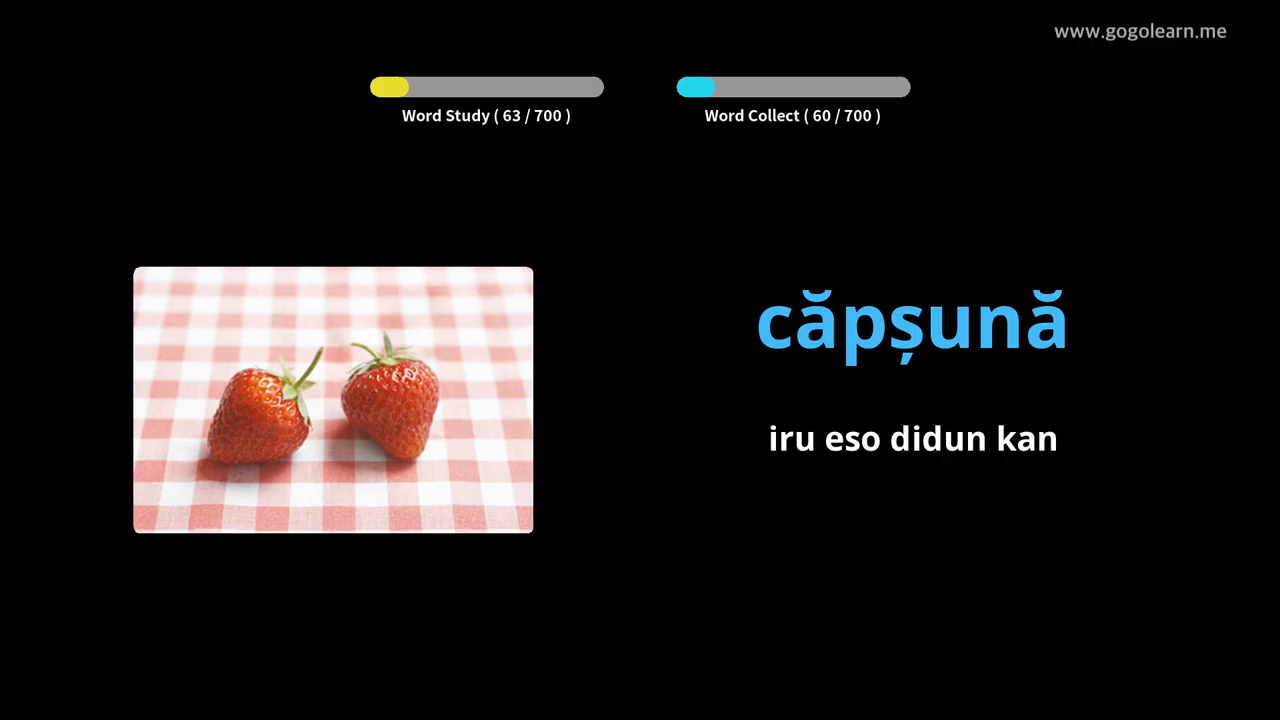 www.gogolearn.me
Word Study ( 63 / 700 )
Word Collect ( 60 / 700 )
căpșună
iru eso didun kan